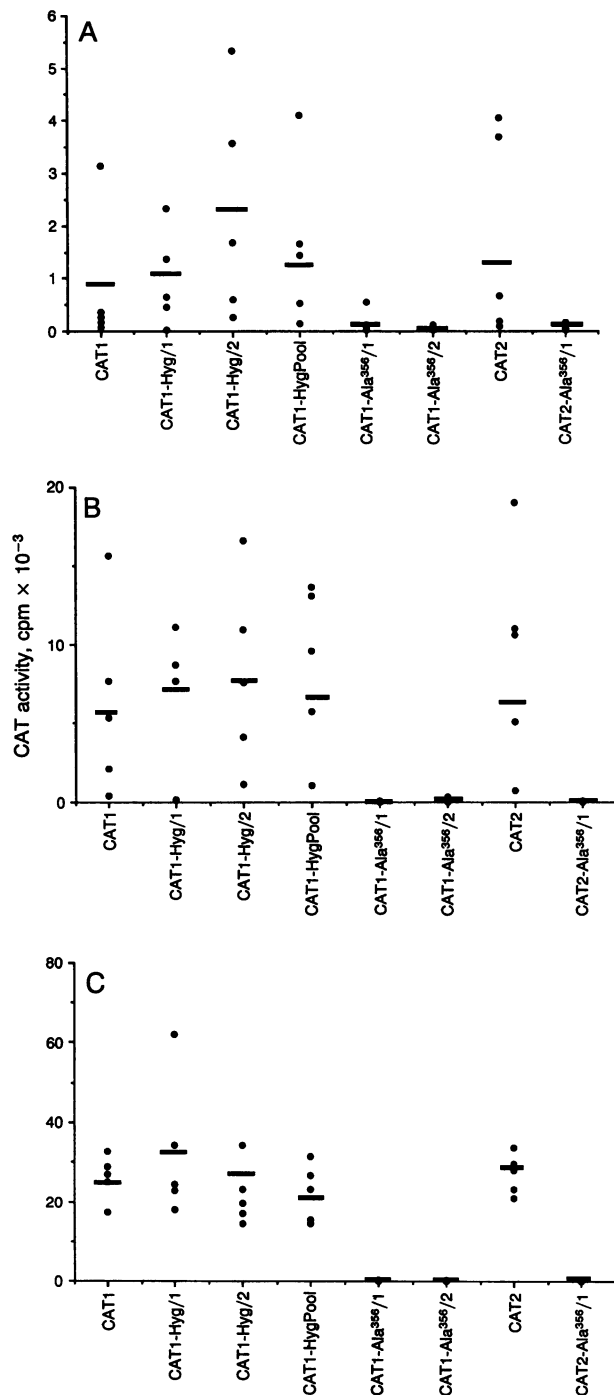 A
6
5
4
3
2
1
0
CAT1
CAT1-Hyg/1
CAT1-Hyg/2
CAT1-HygPool
CAT1-Ala³⁵⁶/1
CAT1-Ala³⁵⁶/2
CAT2
CAT2-Ala³⁵⁶/1
CAT activity, cpm × 10⁻³
B
20
10
0
CAT1
CAT1-Hyg/1
CAT1-Hyg/2
CAT1-HygPool
CAT1-Ala³⁵⁶/1
CAT1-Ala³⁵⁶/2
CAT2
CAT2-Ala³⁵⁶/1
C
80
60
40
20
0
CAT1
CAT1-Hyg/1
CAT1-Hyg/2
CAT1-HygPool
CAT1-Ala³⁵⁶/1
CAT1-Ala³⁵⁶/2
CAT2
CAT2-Ala³⁵⁶/1